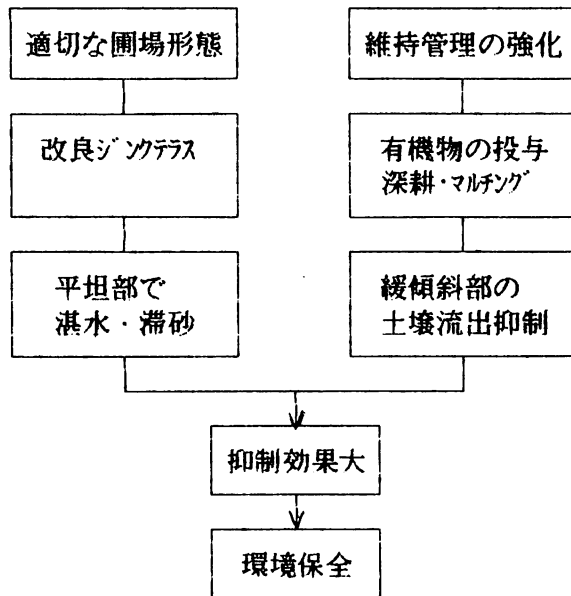 適切な圃場形態
維持管理の強化
改良ジンクテラス
有機物の投与
深耕・マルチング
平坦部で
湛水・滞砂
緩傾斜部の
土壌流出抑制
抑制効果大
環境保全